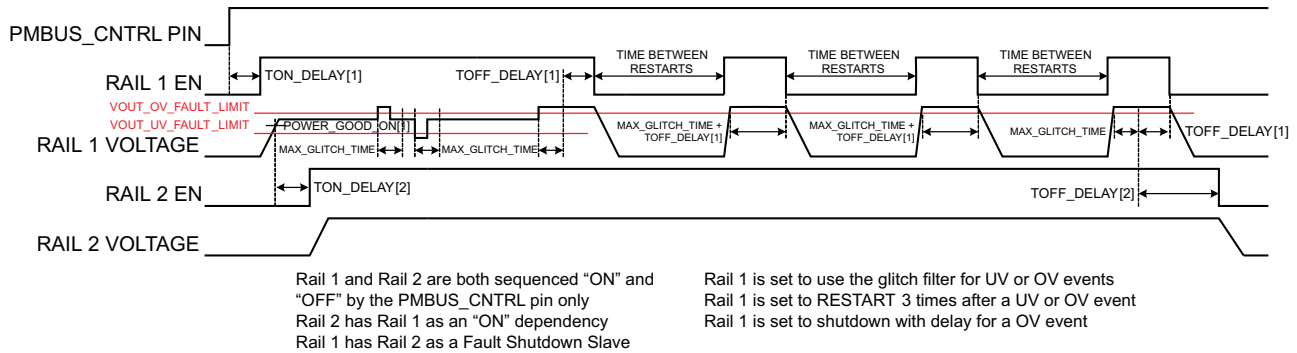 PMBUS_CNTRL PIN
TIME BETWEEN
RESTARTS
TIME BETWEEN
RESTARTS
TIME BETWEEN
RESTARTS
RAIL 1 EN
TON_DELAY[1]
TOFF_DELAY[1]
VOUT_OV_FAULT_LIMIT
VOUT_UV_FAULT_LIMIT
POWER_GOOD_ON[1]
RAIL 1 VOLTAGE
MAX_GLITCH_TIME
MAX_GLITCH_TIME
MAX_GLITCH_TIME +
TOFF_DELAY[1]
MAX_GLITCH_TIME +
TOFF_DELAY[1]
MAX_GLITCH_TIME
TOFF_DELAY[1]
RAIL 2 EN
TON_DELAY[2]
TOFF_DELAY[2]
RAIL 2 VOLTAGE
Rail 1 and Rail 2 are both sequenced “ON” and
“OFF” by the PMBUS_CNTRL pin only
Rail 2 has Rail 1 as an “ON” dependency
Rail 1 has Rail 2 as a Fault Shutdown Slave
Rail 1 is set to use the glitch filter for UV or OV events
Rail 1 is set to RESTART 3 times after a UV or OV event
Rail 1 is set to shutdown with delay for a OV event